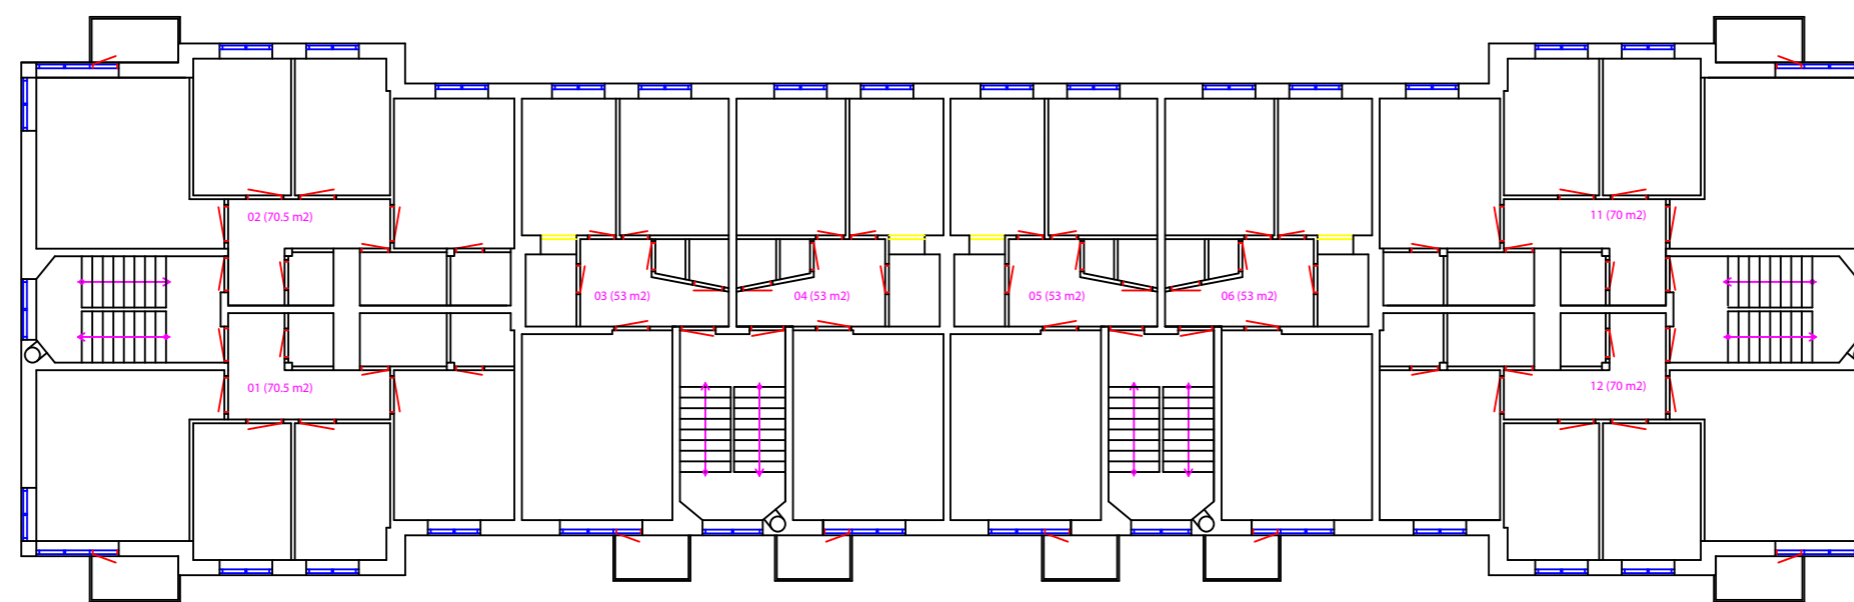 02 (70.5 m2)
11 (70 m2)
03 (53 m2)
04 (53 m2)
05 (53 m2)
06 (53 m2)
01 (70.5 m2)
12 (70 m2)